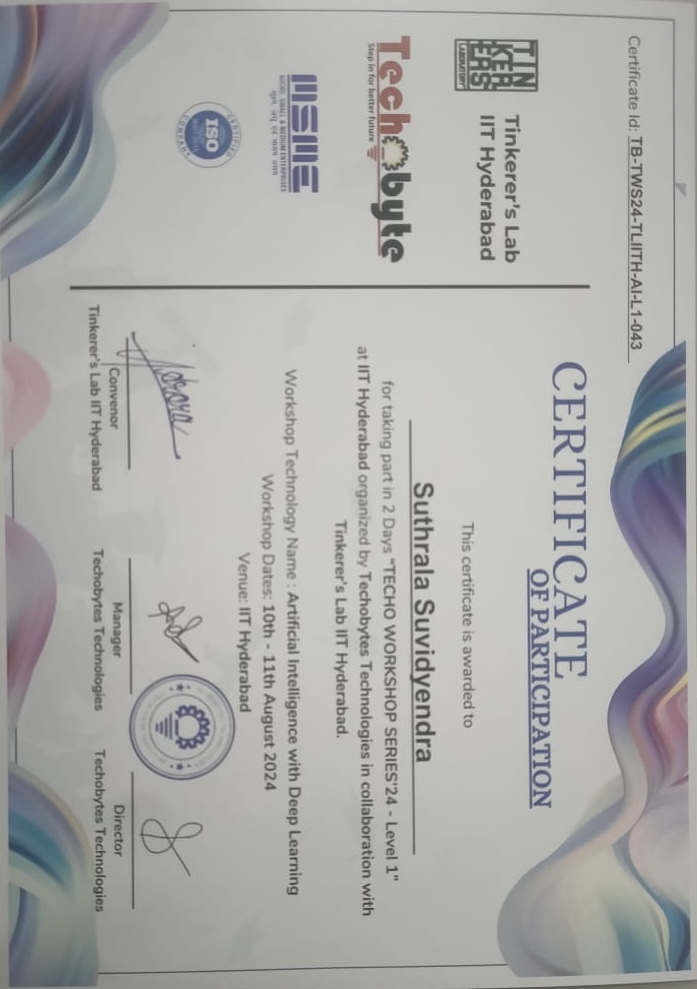 Certificate Id: TB-TWS24-TLIITH-AI-L1-043
TINKERERS
LABORATORY
Tinkerer's Lab
IIT Hyderabad
Techobyte
Step in for better future
MSME
MICRO, SMALL & MEDIUM ENTERPRISES
सूक्ष्म, लघु एवं मध्यम उद्यम
CERTIFIED
ISO
COMPANY
CERTIFICATE
OF PARTICIPATION
This certificate is awarded to
Suthrala Suvidyendra
for taking part in 2 Days "TECHO WORKSHOP SERIES'24 - Level 1"
at IIT Hyderabad organized by Techobytes Technologies in collaboration with
Tinkerer's Lab IIT Hyderabad.
Workshop Technology Name : Artificial Intelligence with Deep Learning
Workshop Dates: 10th - 11th August 2024
Venue: IIT Hyderabad
Convenor
Tinkerer's Lab IIT Hyderabad
Manager
Techobytes Technologies
Director
Techobytes Technologies